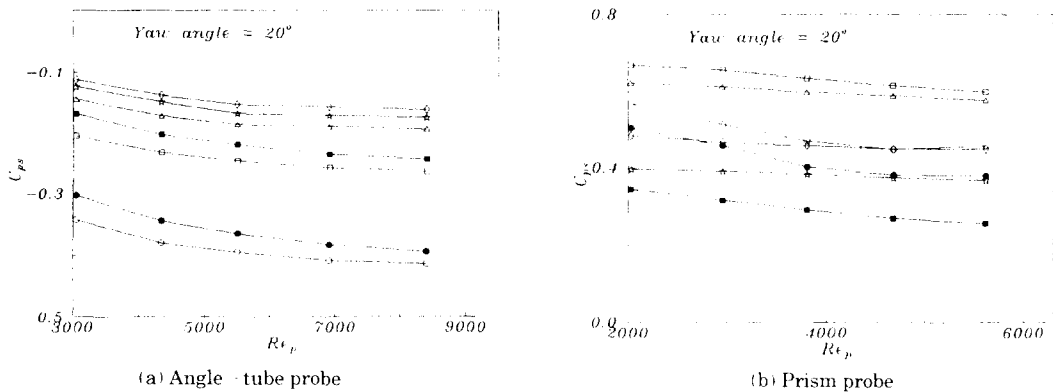 Yaw angle = 20°
-0.1
-0.3
0.5
C_ps
3000 5000 7000 9000
Re_p
(a) Angle tube probe
0.8
Yaw angle = 20°
0.4
C_ps
0.0
2000 4000 6000
Re_p
(b) Prism probe